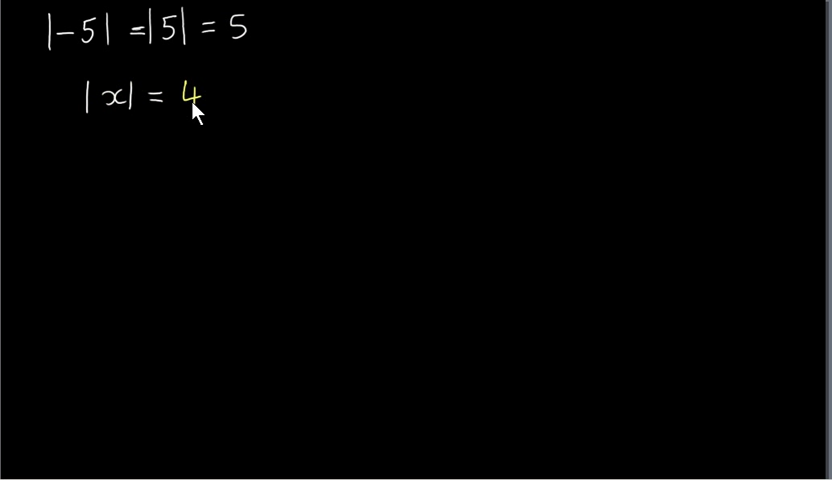 |-5| = |5| = 5
|x| = 4